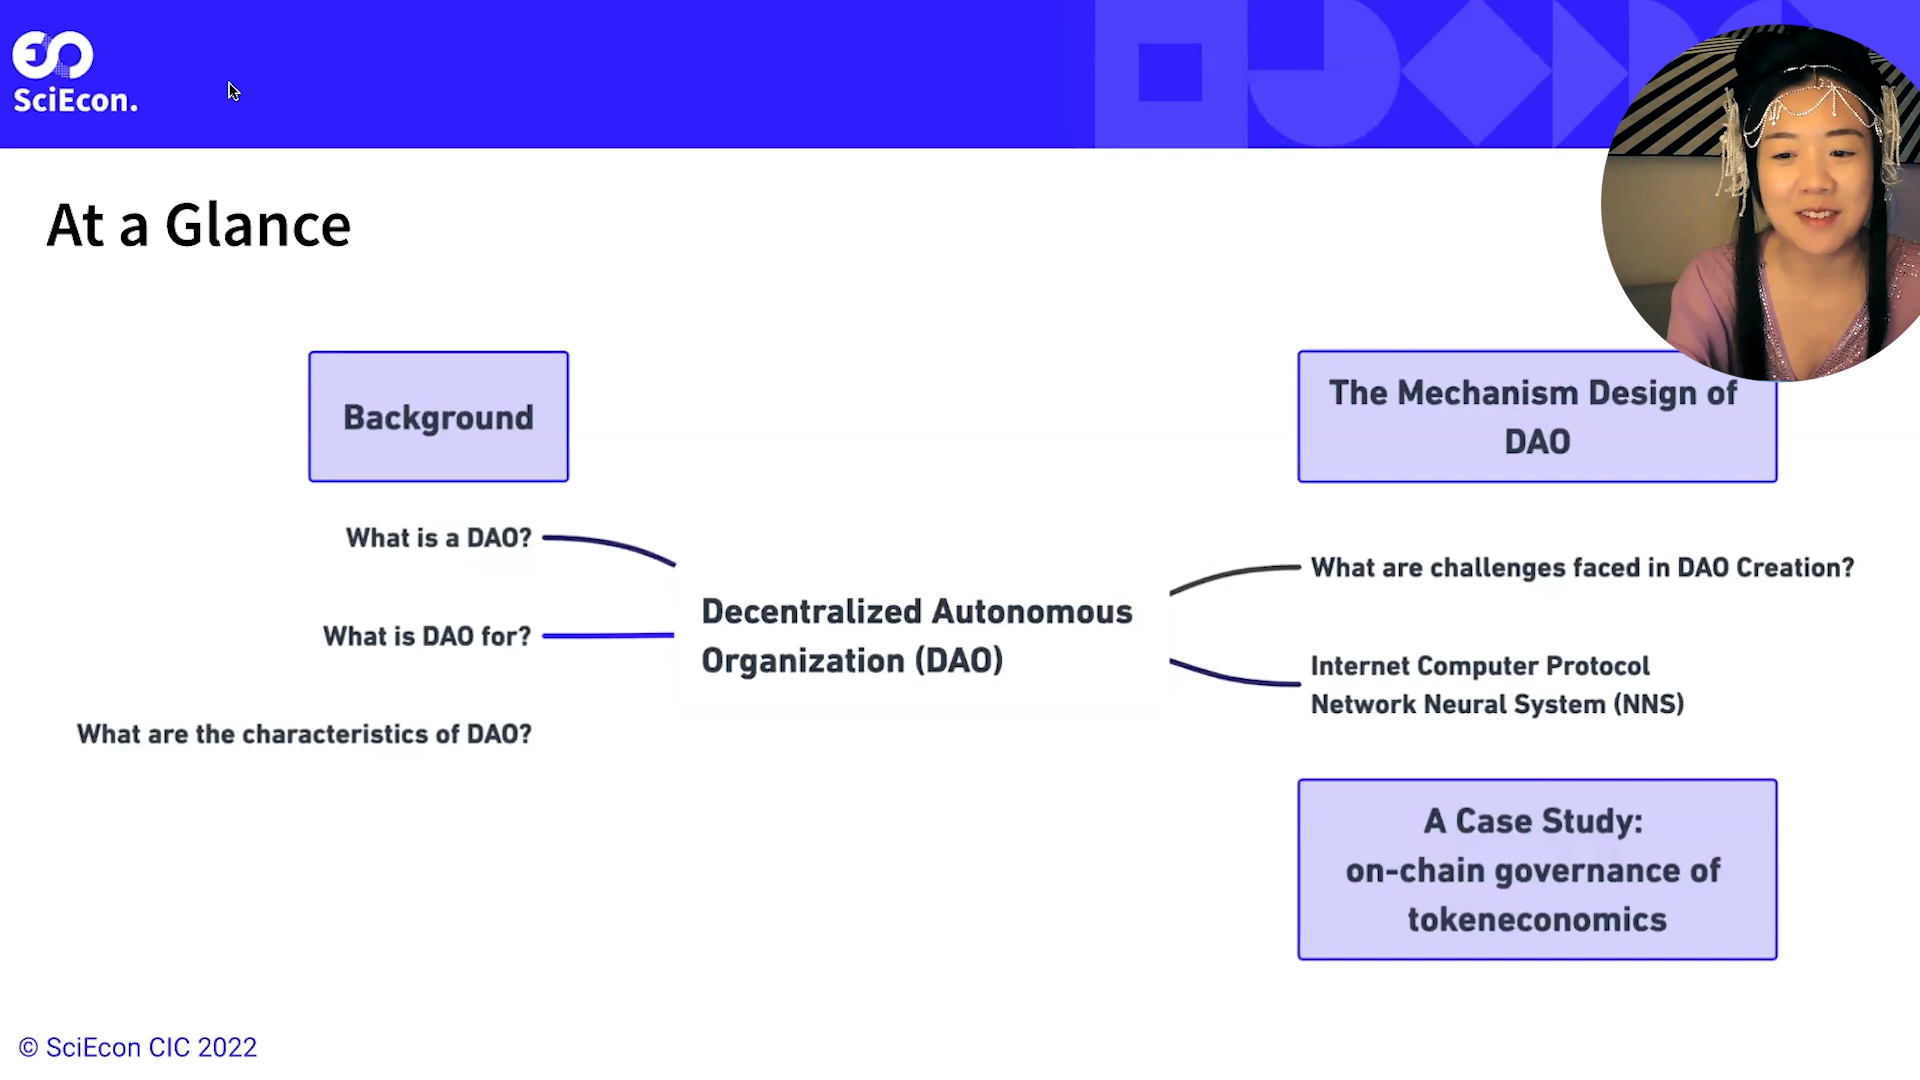 SciEcon.
At a Glance
Background
What is a DAO?
What is DAO for?
What are the characteristics of DAO?
Decentralized Autonomous
Organization (DAO)
The Mechanism Design of
DAO
What are challenges faced in DAO Creation?
Internet Computer Protocol
Network Neural System (NNS)
A Case Study:
on-chain governance of
tokeneconomics
© SciEcon CIC 2022